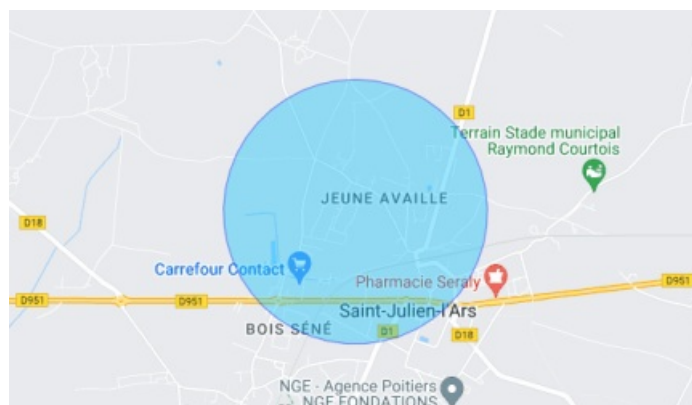 D1
Terrain Stade municipal
Raymond Courtois
JEUNE AVAILLE
D18
Carrefour Contact
Pharmacie Seraly
D951
D951
D951
Saint-Julien-l'Ars
BOIS SÉNÉ
D1
D18
NGE - Agence Poitiers
NGE FONDATIONS